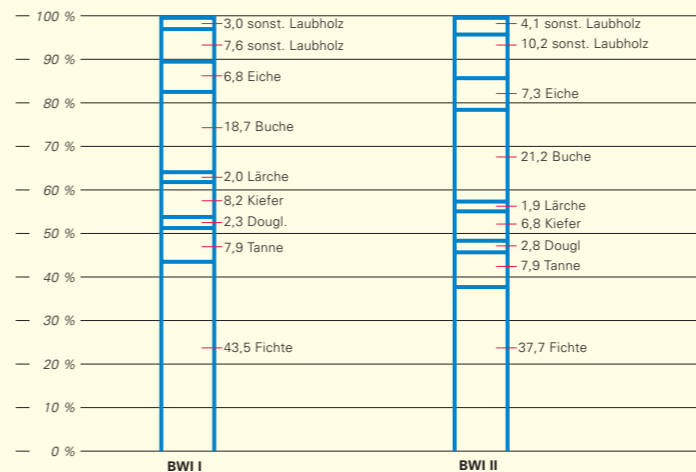 100 %
90 %
80 %
70 %
60 %
50 %
40 %
30 %
20 %
10 %
0 %
3,0 sonst. Laubholz
7,6 sonst. Laubholz
6,8 Eiche
18,7 Buche
2,0 Lärche
8,2 Kiefer
2,3 Dougl.
7,9 Tanne
43,5 Fichte
BWI I
4,1 sonst. Laubholz
10,2 sonst. Laubholz
7,3 Eiche
21,2 Buche
1,9 Lärche
6,8 Kiefer
2,8 Dougl
7,9 Tanne
37,7 Fichte
BWI II